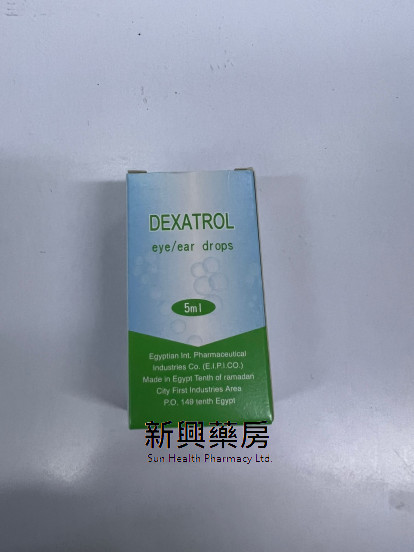 DEXATROL
eye/ear drops
5ml
Egyptian Int. Pharmaceutical
Industries Co. (E.I.P.I.CO.)
Made in Egypt Tenth of ramadan
City First Industries Area
P.O. 149 tenth Egypt
新興藥房
Sun Health Pharmacy Ltd.